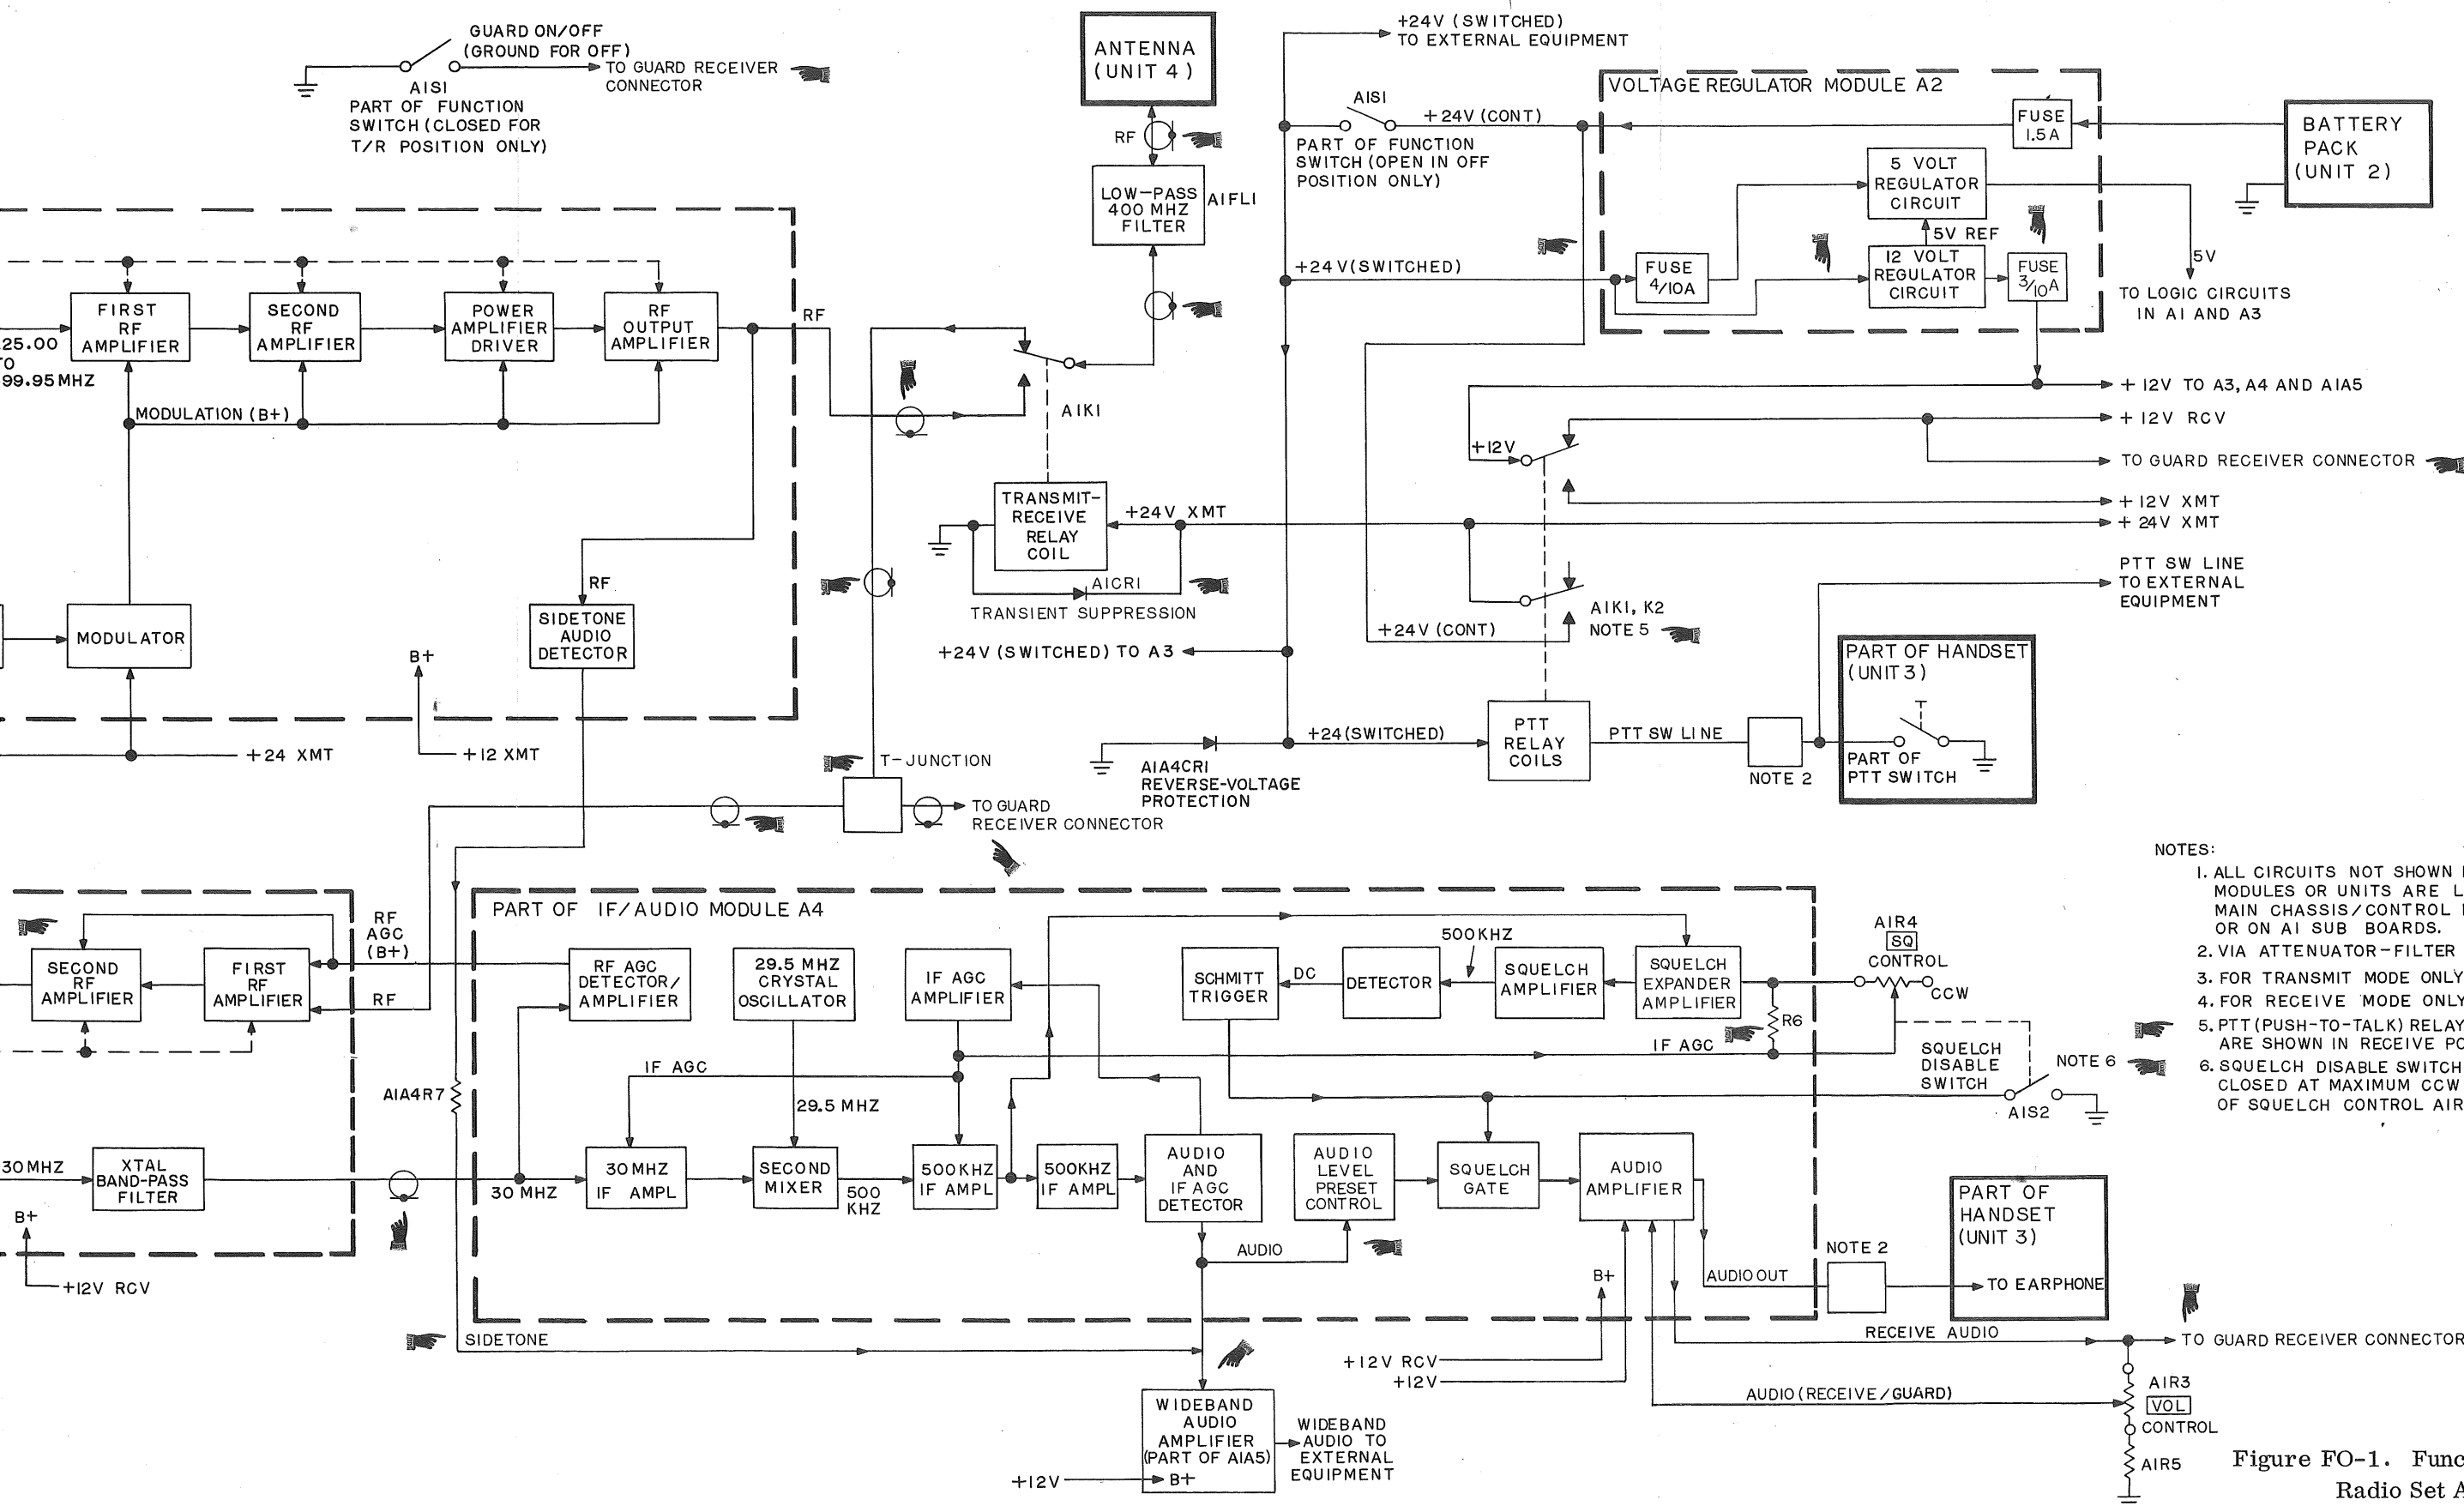 GUARD ON/OFF
(GROUND FOR OFF)
TO GUARD RECEIVER
CONNECTOR
A1S1
PART OF FUNCTION
SWITCH (CLOSED FOR
T/R POSITION ONLY)
ANTENNA
(UNIT 4)
RF
LOW-PASS
400 MHZ
FILTER
A1FL1
+24V (SWITCHED)
TO EXTERNAL EQUIPMENT
A1S1
+24V (CONT)
PART OF FUNCTION
SWITCH (OPEN IN OFF
POSITION ONLY)
VOLTAGE REGULATOR MODULE A2
FUSE
1.5A
BATTERY
PACK
(UNIT 2)
5 VOLT
REGULATOR
CIRCUIT
5V REF
12 VOLT
REGULATOR
CIRCUIT
FUSE
4/10A
FUSE
3/10A
+24V (SWITCHED)
5V
TO LOGIC CIRCUITS
IN A1 AND A3
FIRST
RF
AMPLIFIER
SECOND
RF
AMPLIFIER
POWER
AMPLIFIER
DRIVER
RF
OUTPUT
AMPLIFIER
RF
25.00
TO
99.95MHZ
MODULATION (B+)
A1K1
+12V TO A3, A4 AND A1A5
+12V RCV
+12V
TO GUARD RECEIVER CONNECTOR
+12V XMT
+24V XMT
TRANSMIT-
RECEIVE
RELAY
COIL
+24V XMT
A1CR1
TRANSIENT SUPPRESSION
PTT SW LINE
TO EXTERNAL
EQUIPMENT
A1K1, K2
NOTE 5
+24V (CONT)
+24V (SWITCHED) TO A3
RF
MODULATOR
SIDETONE
AUDIO
DETECTOR
B+
+24 XMT
+12 XMT
PART OF HANDSET
(UNIT 3)
PART OF
PTT SWITCH
+24 (SWITCHED)
PTT
RELAY
COILS
PTT SW LINE
NOTE 2
A1A4CR1
REVERSE-VOLTAGE
PROTECTION
T-JUNCTION
TO GUARD
RECEIVER CONNECTOR
NOTES:
1. ALL CIRCUITS NOT SHOWN
MODULES OR UNITS ARE L
MAIN CHASSIS/CONTROL
OR ON A1 SUB BOARDS.
2. VIA ATTENUATOR-FILTER
3. FOR TRANSMIT MODE ONLY
4. FOR RECEIVE MODE ONLY
5. PTT (PUSH-TO-TALK) RELAY
ARE SHOWN IN RECEIVE PO
6. SQUELCH DISABLE SWITCH
CLOSED AT MAXIMUM CCW
OF SQUELCH CONTROL A1R
RF
AGC
(B+)
RF
SECOND
RF
AMPLIFIER
FIRST
RF
AMPLIFIER
PART OF IF/AUDIO MODULE A4
RF AGC
DETECTOR/
AMPLIFIER
29.5 MHZ
CRYSTAL
OSCILLATOR
IF AGC
AMPLIFIER
SCHMITT
TRIGGER
DC
DETECTOR
500KHZ
SQUELCH
AMPLIFIER
SQUELCH
EXPANDER
AMPLIFIER
A1R4
SQ
CONTROL
CCW
R6
IF AGC
IF AGC
29.5 MHZ
SQUELCH
DISABLE
SWITCH
NOTE 6
A1S2
A1A4R7
30MHZ
XTAL
BAND-PASS
FILTER
30 MHZ
30MHZ
IF AMPL
SECOND
MIXER
500
KHZ
500KHZ
IF AMPL
500KHZ
IF AMPL
AUDIO
AND
IF AGC
DETECTOR
AUDIO
LEVEL
PRESET
CONTROL
SQUELCH
GATE
AUDIO
AMPLIFIER
AUDIO
B+
+12V RCV
B+
AUDIO OUT
NOTE 2
PART OF
HANDSET
(UNIT 3)
TO EARPHONE
SIDETONE
RECEIVE AUDIO
TO GUARD RECEIVER CONNECTOR
+12V RCV
+12V
AUDIO (RECEIVE/GUARD)
A1R3
VOL
CONTROL
A1R5
WIDEBAND
AUDIO
AMPLIFIER
(PART OF A1A5)
B+
+12V
WIDEBAND
AUDIO TO
EXTERNAL
EQUIPMENT
Figure FO-1. Func
Radio Set A